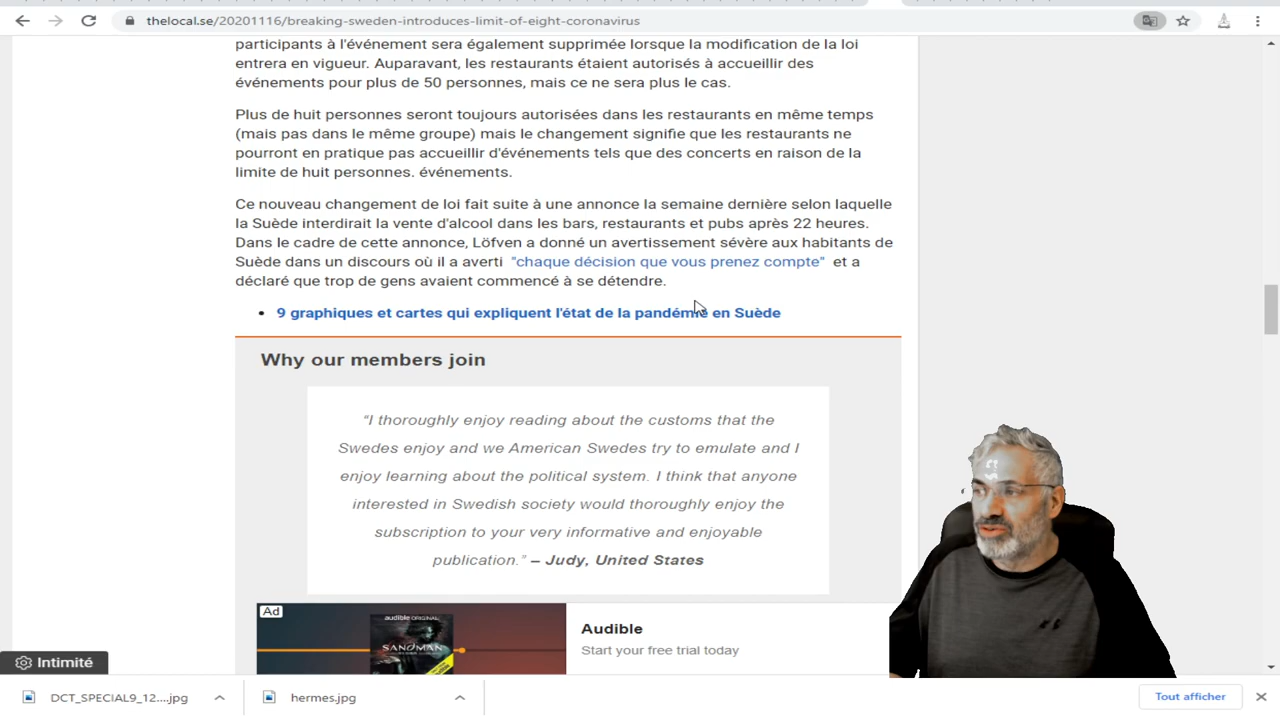 thelocal.se/20201116/breaking-sweden-introduces-limit-of-eight-coronavirus
participants à l'événement sera également supprimée lorsque la modification de la loi
entrera en vigueur. Auparavant, les restaurants étaient autorisés à accueillir des
événements pour plus de 50 personnes, mais ce ne sera plus le cas.
Plus de huit personnes seront toujours autorisées dans les restaurants en même temps
(mais pas dans le même groupe) mais le changement signifie que les restaurants ne
pourront en pratique pas accueillir d'événements tels que des concerts en raison de la
limite de huit personnes. événements.
Ce nouveau changement de loi fait suite à une annonce la semaine dernière selon laquelle
la Suède interdirait la vente d'alcool dans les bars, restaurants et pubs après 22 heures.
Dans le cadre de cette annonce, Löfven a donné un avertissement sévère aux habitants de
Suède dans un discours où il a averti "chaque décision que vous prenez compte" et a
déclaré que trop de gens avaient commencé à se détendre.
• 9 graphiques et cartes qui expliquent l'état de la pandémie en Suède
Why our members join
“I thoroughly enjoy reading about the customs that the
Swedes enjoy and we American Swedes try to emulate and I
enjoy learning about the political system. I think that anyone
interested in Swedish society would thoroughly enjoy the
subscription to your very informative and enjoyable
publication.” – Judy, United States
Ad
audible ORIGINAL
SANDMAN
Audible
Start your free trial today
Intimité
DCT_SPECIAL9_12....jpg
hermes.jpg
Tout afficher